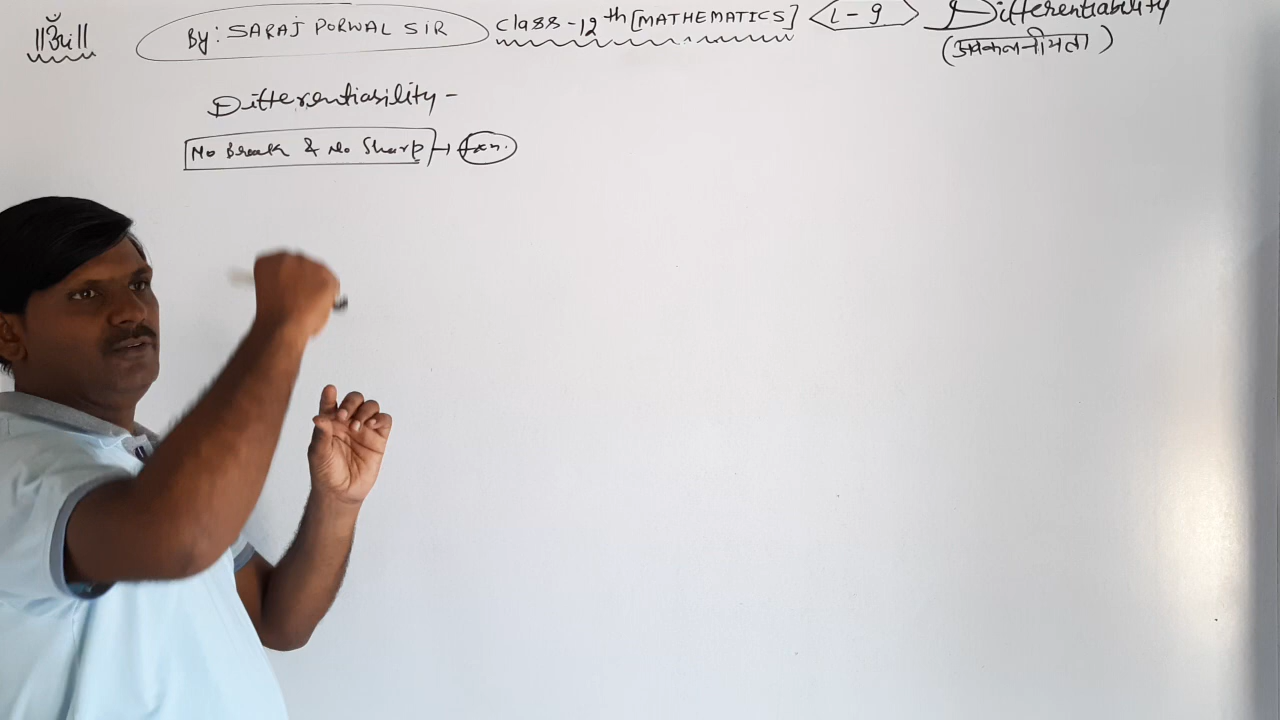 ॥ॐ॥ By: SARAJ PORWAL SIR Class-12th [MATHEMATICS] L-9 Differentiability
(अवकलनीयता)
Differentiability -
No Break & No Sharp → fxn.